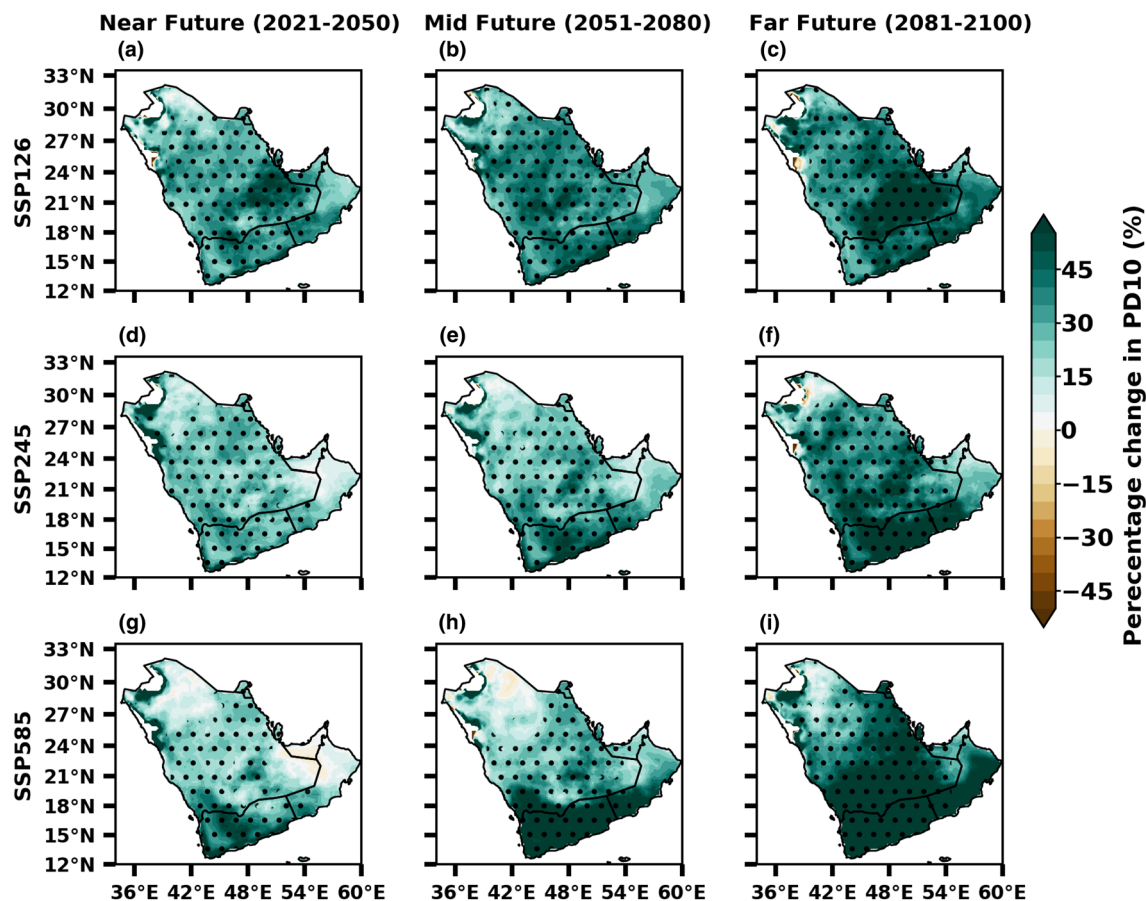 Near Future (2021-2050) Mid Future (2051-2080) Far Future (2081-2100)
(a) (b) (c)
33°N
30°N
27°N
24°N
21°N
18°N
15°N
12°N
SSP126
(d) (e) (f)
33°N
30°N
27°N
24°N
21°N
18°N
15°N
12°N
SSP245
(g) (h) (i)
33°N
30°N
27°N
24°N
21°N
18°N
15°N
12°N
SSP585
36°E 42°E 48°E 54°E 60°E 36°E 42°E 48°E 54°E 60°E 36°E 42°E 48°E 54°E 60°E
45
30
15
0
−15
−30
−45
Perecentage change in PD10 (%)